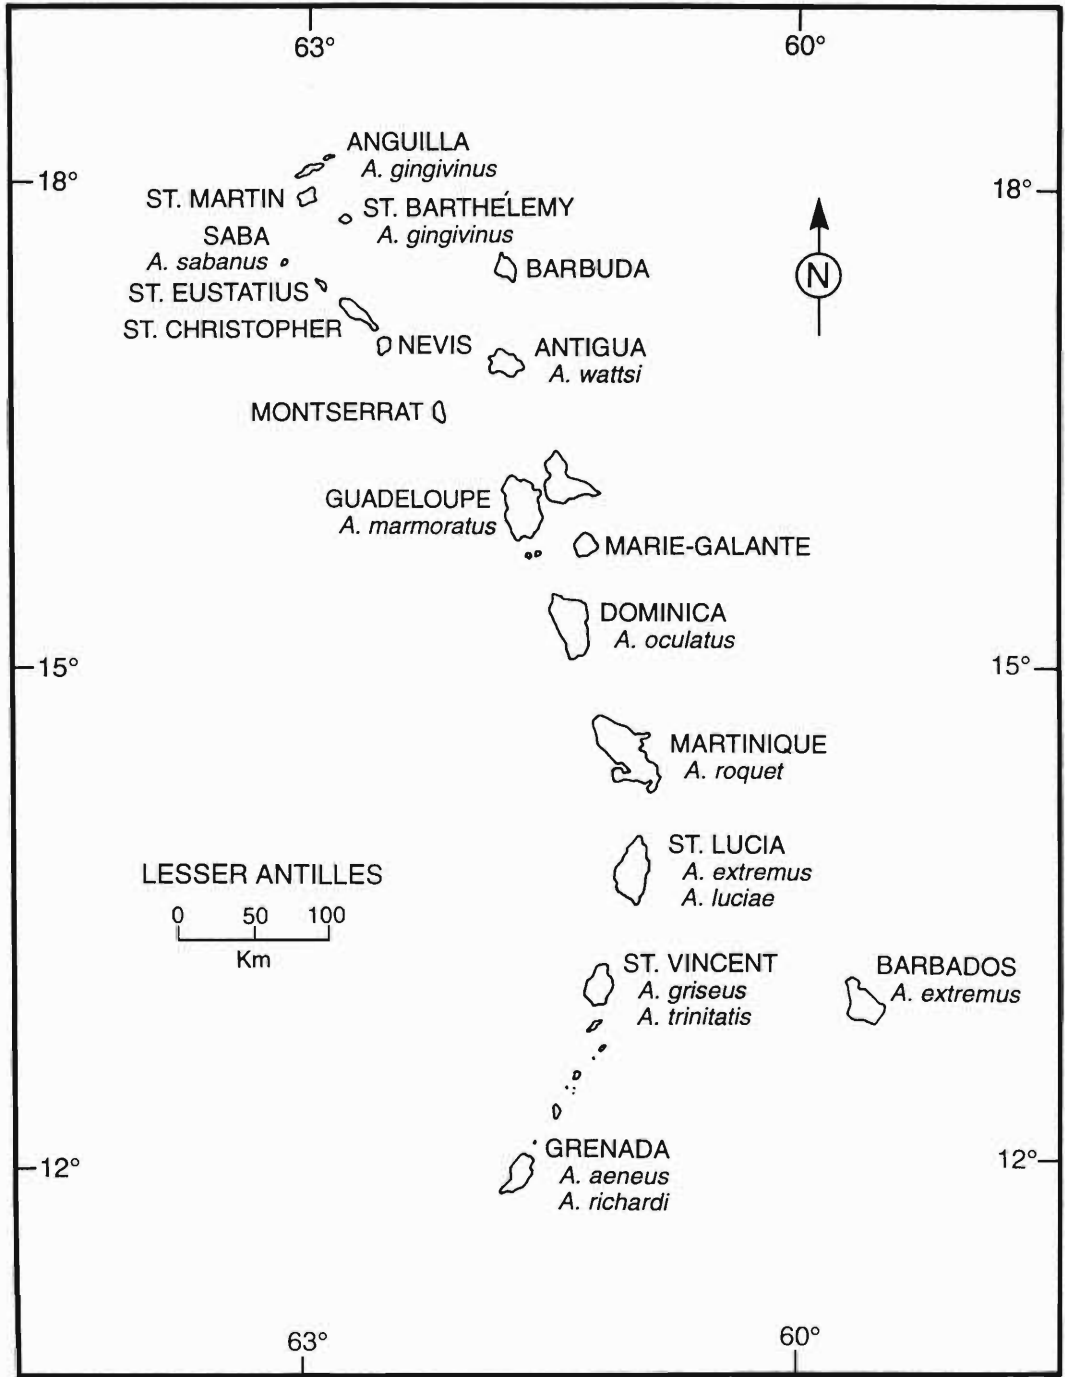 63°
60°
ANGUILLA
A. gingivinus
18°
18°
ST. MARTIN
ST. BARTHÉLEMY
A. gingivinus
SABA
A. sabanus
BARBUDA
N
ST. EUSTATIUS
ST. CHRISTOPHER
NEVIS
ANTIGUA
A. wattsi
MONTSERRAT
GUADELOUPE
A. marmoratus
MARIE-GALANTE
DOMINICA
A. oculatus
15°
15°
MARTINIQUE
A. roquet
ST. LUCIA
A. extremus
A. luciae
LESSER ANTILLES
0 50 100
Km
ST. VINCENT
A. griseus
A. trinitatis
BARBADOS
A. extremus
GRENADA
A. aeneus
A. richardi
12°
12°
63°
60°